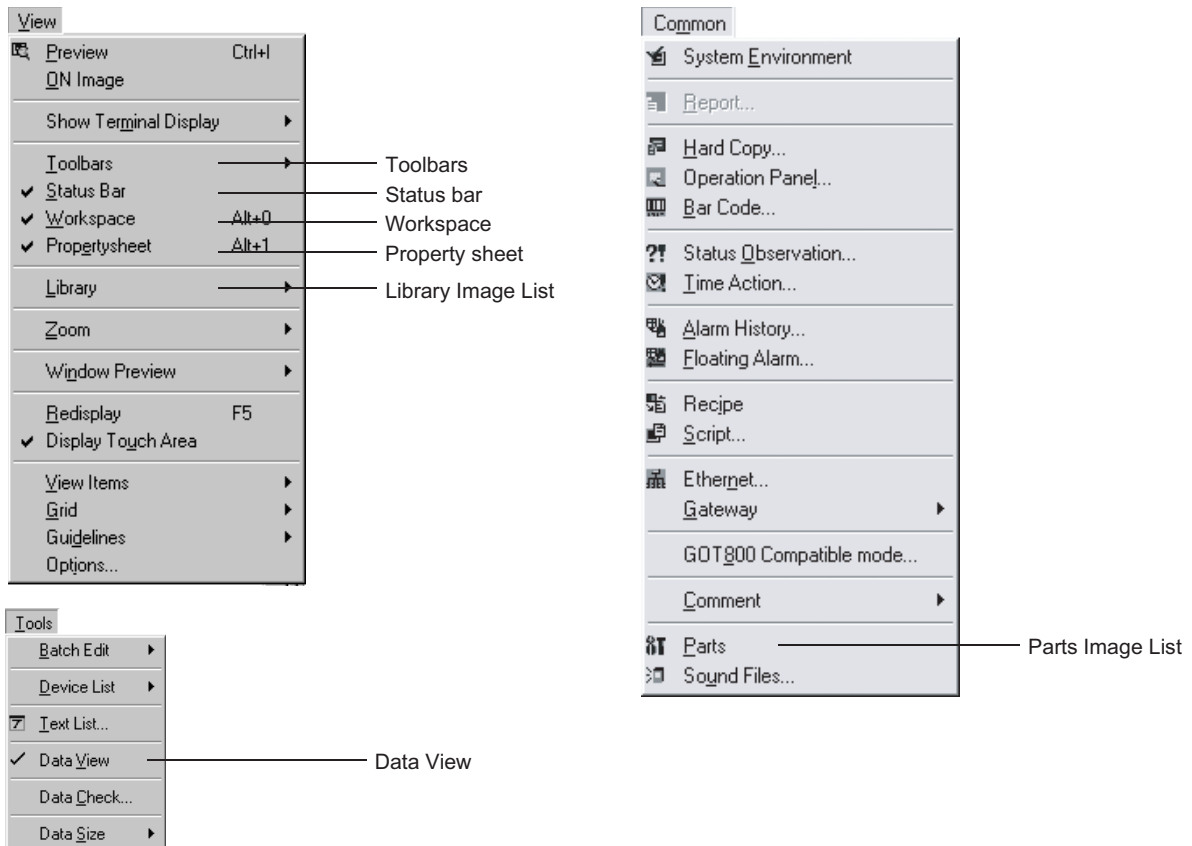 View
Preview Ctrl+I
ON Image
Show Terminal Display
Toolbars
Status Bar
Workspace Alt+0
Propertysheet Alt+1
Library
Zoom
Window Preview
Redisplay F5
Display Touch Area
View Items
Grid
Guidelines
Options...
Toolbars
Status bar
Workspace
Property sheet
Library Image List
Tools
Batch Edit
Device List
Text List...
Data View
Data Check...
Data Size
Data View
Common
System Environment
Report...
Hard Copy...
Operation Panel...
Bar Code...
Status Observation...
Time Action...
Alarm History...
Floating Alarm...
Recipe
Script...
Ethernet...
Gateway
GOT800 Compatible mode...
Comment
Parts
Sound Files...
Parts Image List